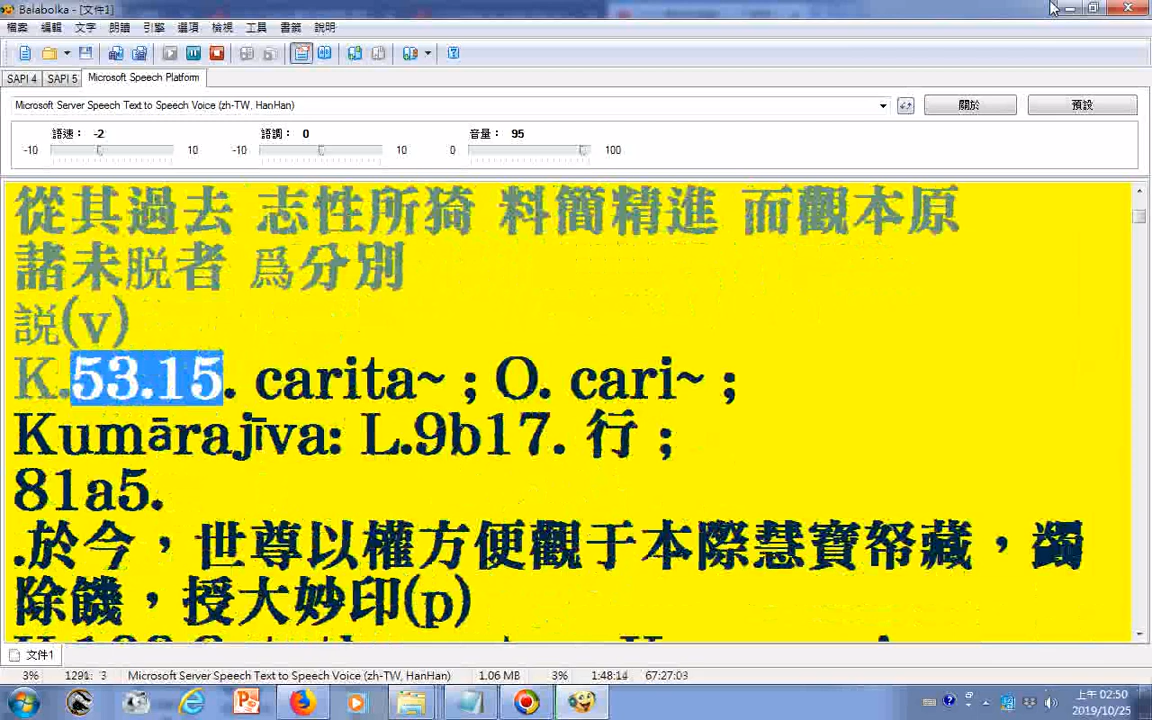 Balabolka - [文件1]
檔案 編輯 文字 朗讀 引擎 選項 檢視 工具 書籤 說明
SAPI 4 SAPI 5 Microsoft Speech Platform
Microsoft Server Speech Text to Speech Voice (zh-TW, HanHan) 關於 預設
語速： -2 語調： 0 音量： 95
-10 10 -10 10 0 100
從其過去 志性所猗 料簡精進 而觀本原
諸未脱者 爲分別
説(v)
K.53.15. carita~ ; O. cari~ ;
Kumārajīva: L.9b17. 行 ;
81a5.
.於今，世尊以權方便觀于本際慧寶帑藏，蠲
除饑，授大妙印(p)
文件1
3% 1291: 3 Microsoft Server Speech Text to Speech Voice (zh-TW, HanHan) 1.06 MB 3% 1:48:14 67:27:03
上午 02:50
2019/10/25